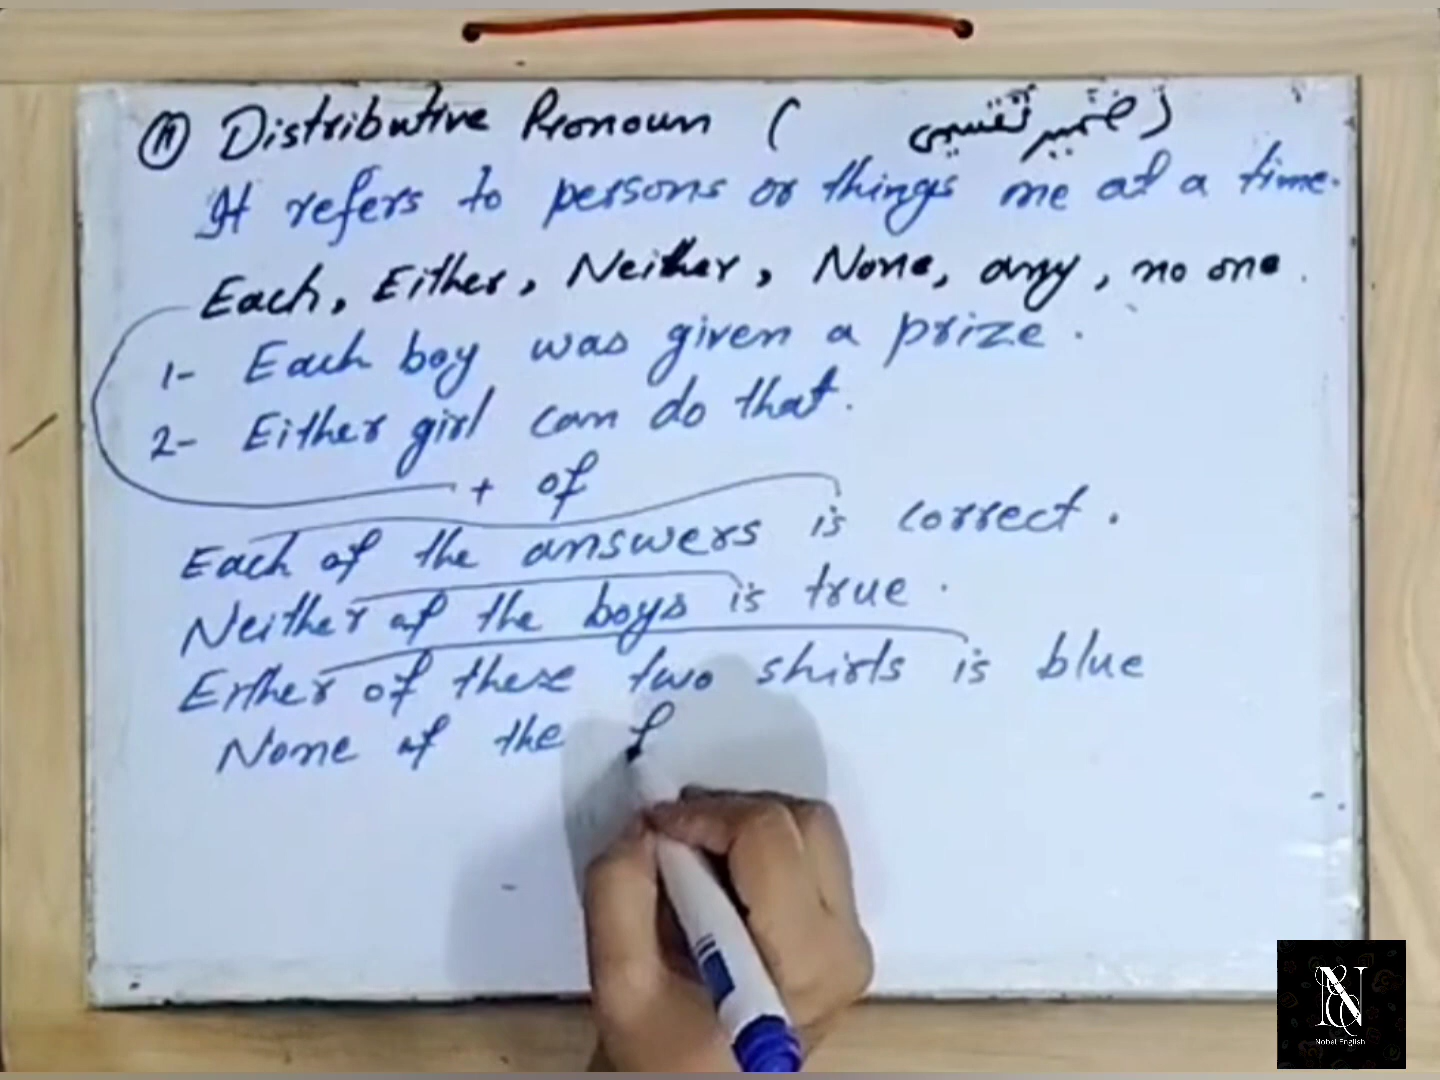 ⑪ Distributive Pronoun ( ضمیر تقسیمی )
It refers to persons or things one at a time.
Each, Either, Neither, None, any, no one.
1- Each boy was given a prize.
2- Either girl can do that.
+ of
Each of the answers is correct.
Neither of the boys is true.
Either of these two shirts is blue
None of the f
N&N
Nobel English